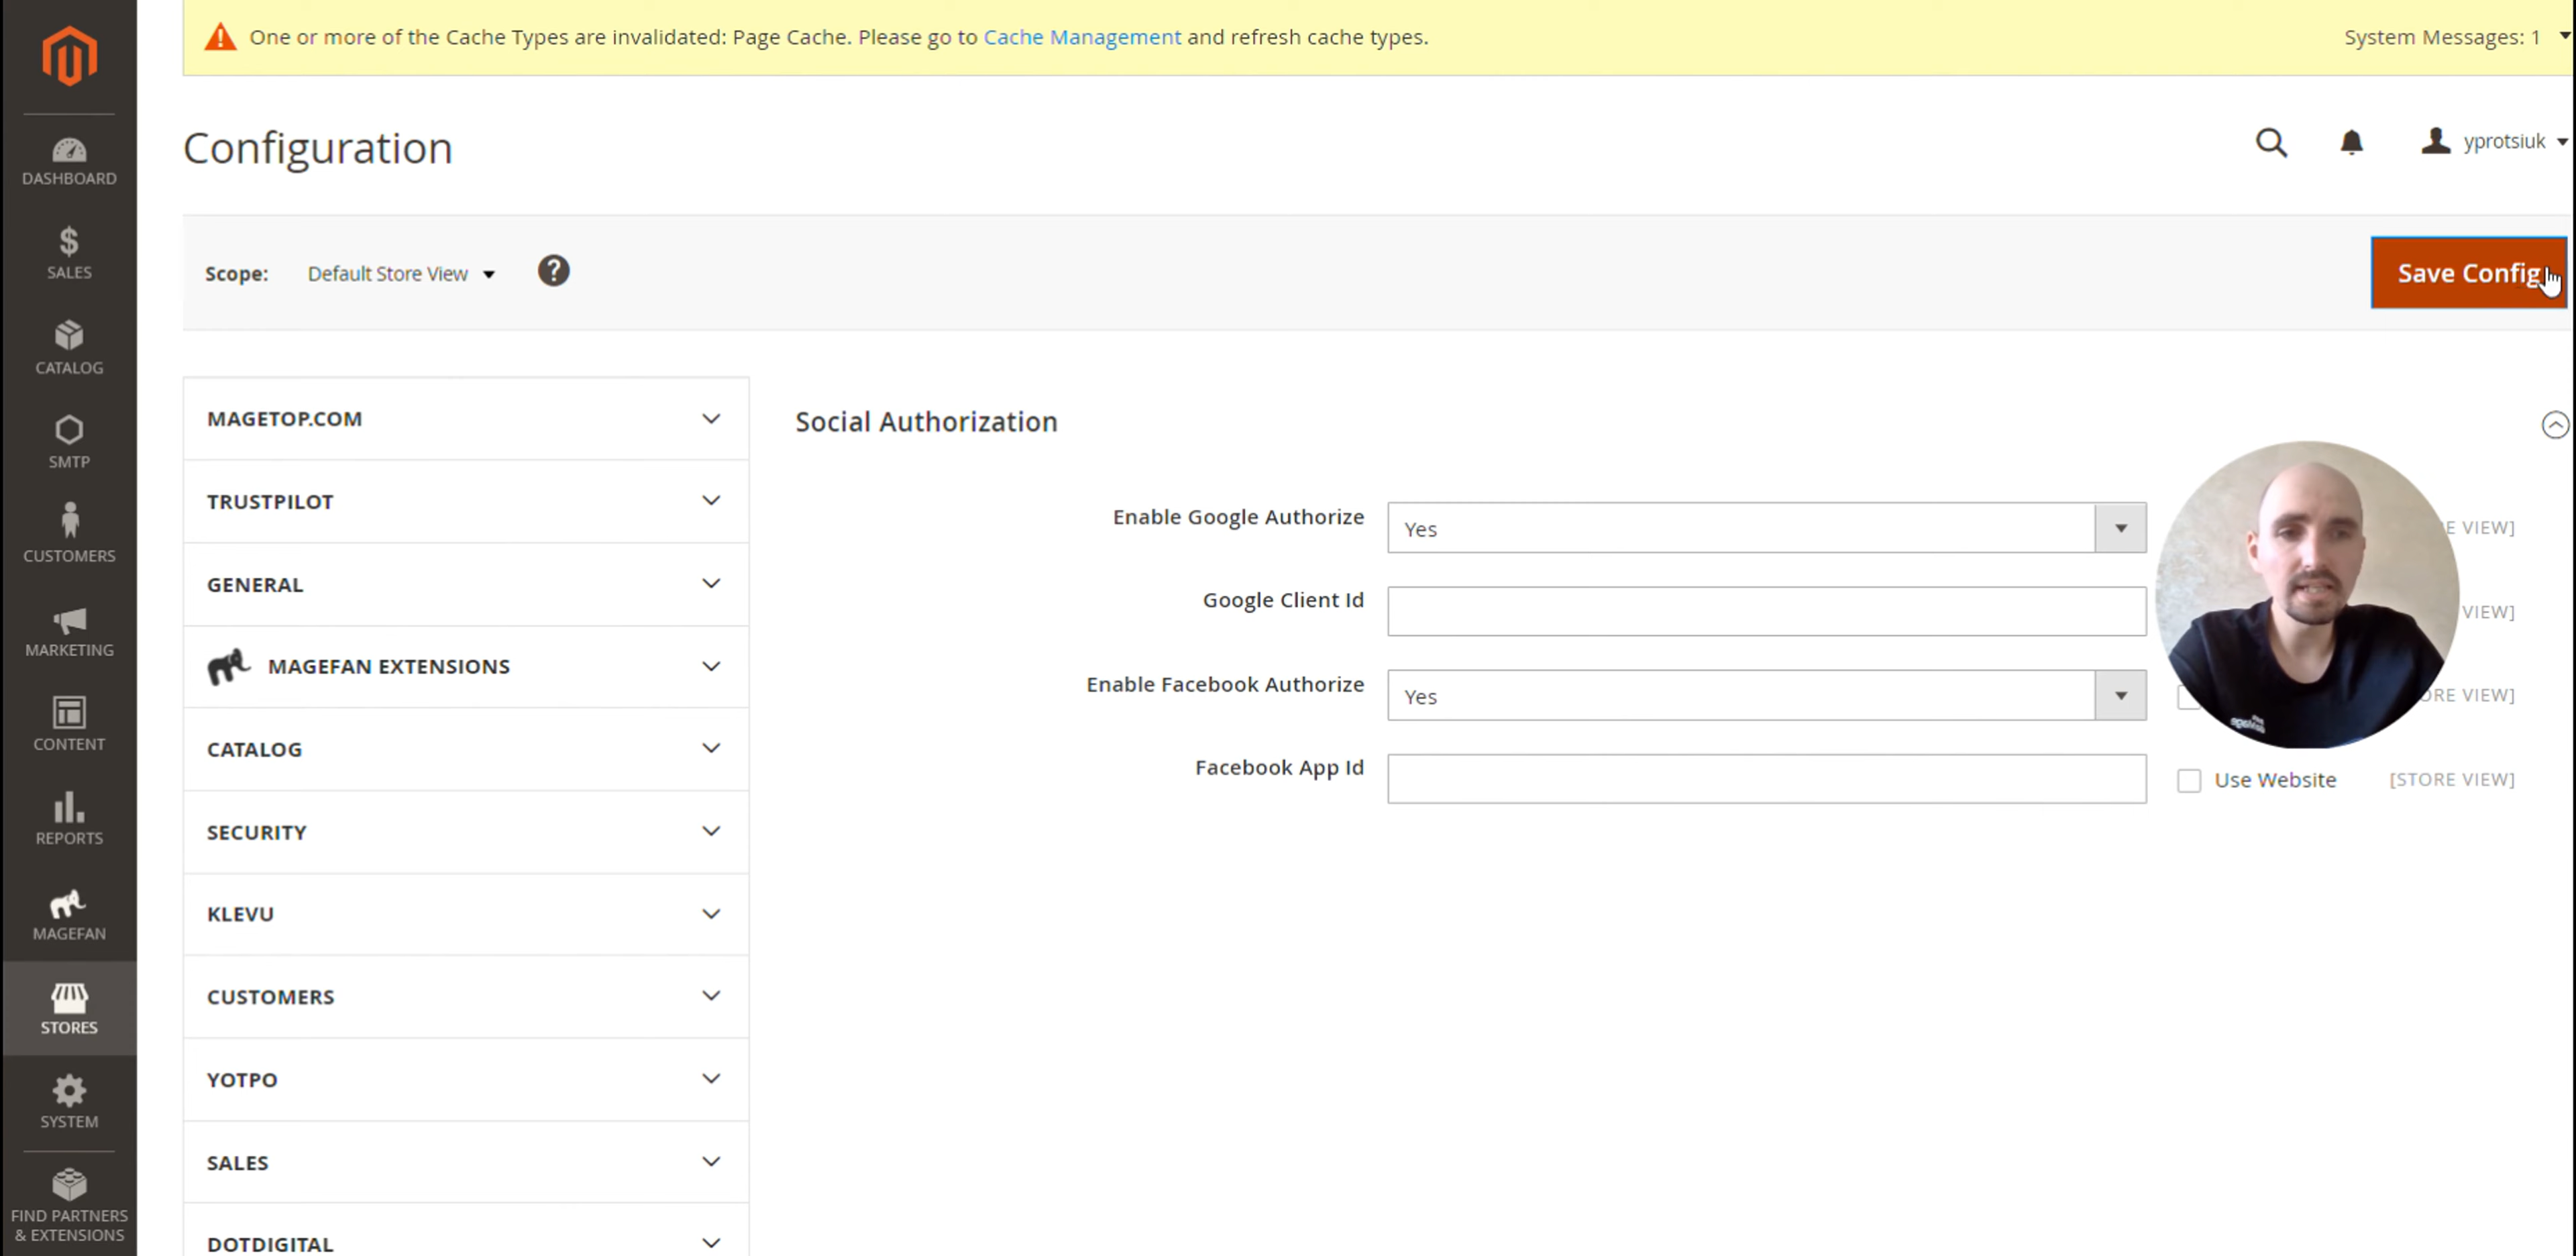 One or more of the Cache Types are invalidated: Page Cache. Please go to Cache Management and refresh cache types.
System Messages: 1
Configuration
yprotsiuk
Scope: Default Store View
Save Config
DASHBOARD
SALES
CATALOG
SMTP
CUSTOMERS
MARKETING
CONTENT
REPORTS
MAGEFAN
STORES
SYSTEM
FIND PARTNERS
& EXTENSIONS
MAGETOP.COM
TRUSTPILOT
GENERAL
MAGEFAN EXTENSIONS
CATALOG
SECURITY
KLEVU
CUSTOMERS
YOTPO
SALES
DOTDIGITAL
Social Authorization
Enable Google Authorize Yes E VIEW]
Google Client Id VIEW]
Enable Facebook Authorize Yes ORE VIEW]
Facebook App Id Use Website [STORE VIEW]